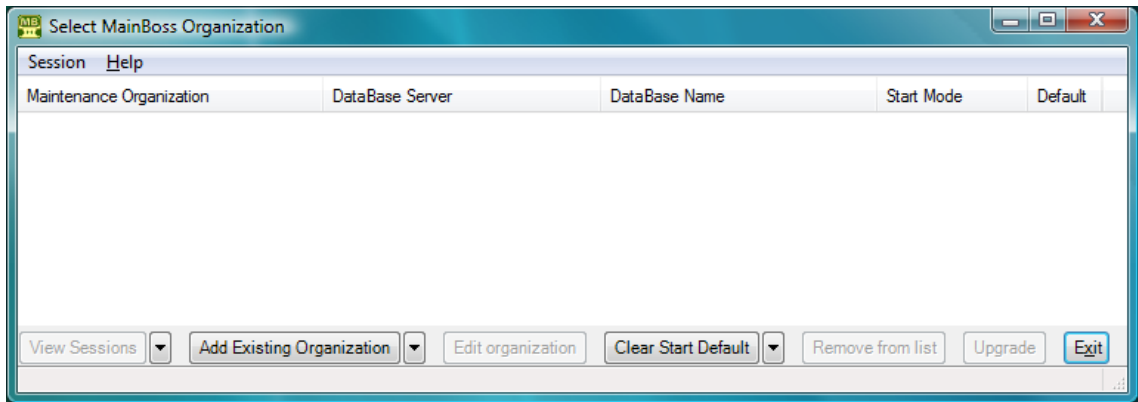 MB
Select MainBoss Organization
Session Help
Maintenance Organization DataBase Server DataBase Name Start Mode Default
View Sessions Add Existing Organization Edit organization Clear Start Default Remove from list Upgrade Exit